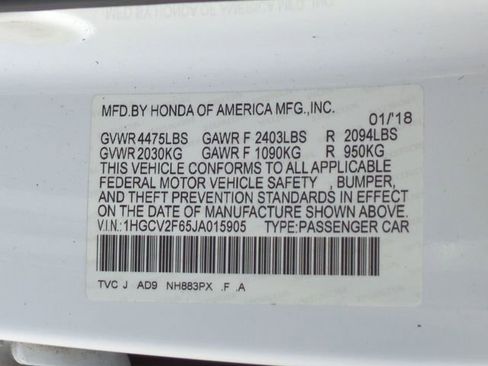 MFD.BY HONDA OF AMERICA MFG.,INC. 01/'18
GVWR 4475LBS GAWR F 2403LBS R 2094LBS
GVWR 2030KG GAWR F 1090KG R 950KG
THIS VEHICLE CONFORMS TO ALL APPLICABLE
FEDERAL MOTOR VEHICLE SAFETY , BUMPER,
AND THEFT PREVENTION STANDARDS IN EFFECT
ON THE DATE OF MANUFACTURE SHOWN ABOVE.
V.I.N.:1HGCV2F65JA015905 TYPE:PASSENGER CAR
TVC J AD9 NH883PX .F .A